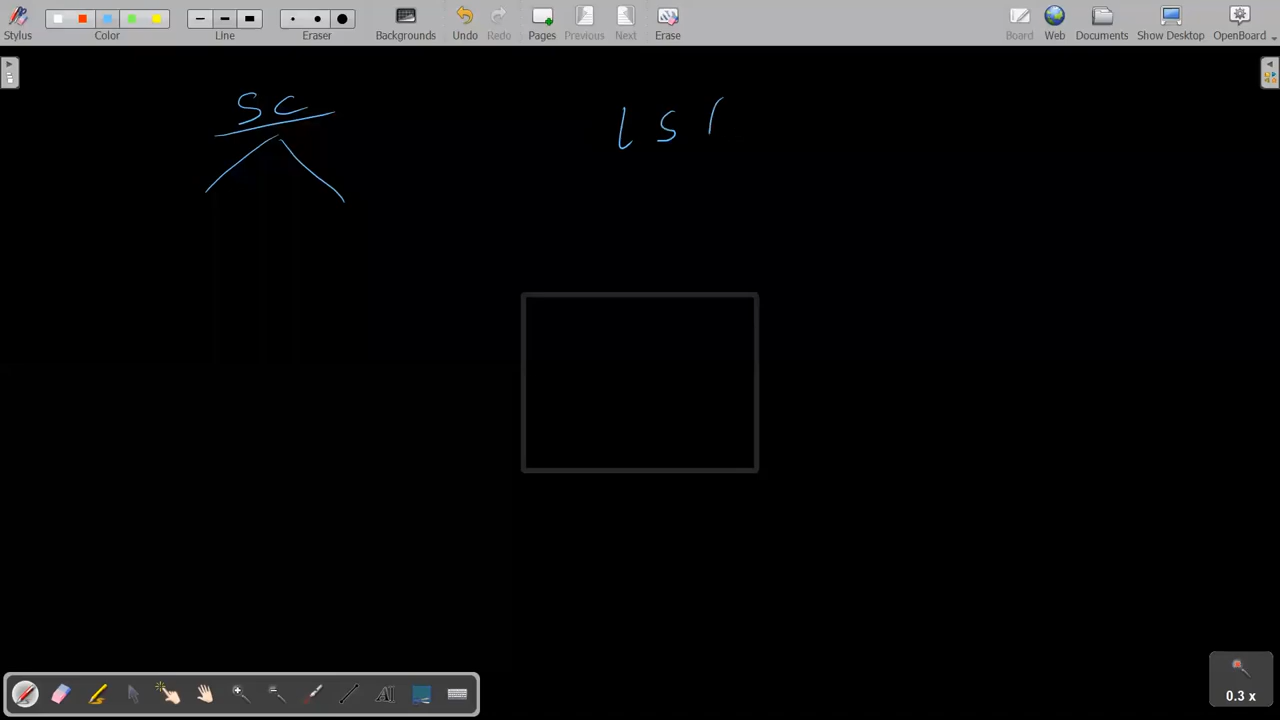 Stylus
Color
Line
Eraser
Backgrounds
Undo
Redo
Pages
Previous
Next
Erase
Board
Web
Documents
Show Desktop
OpenBoard
SC
0.3 x